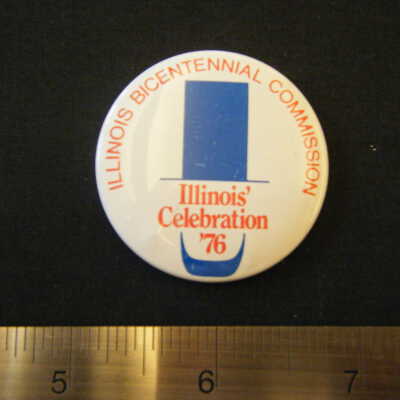 ILLINOIS BICENTENNIAL COMMISSION
Illinois'
Celebration
'76
5 6 7